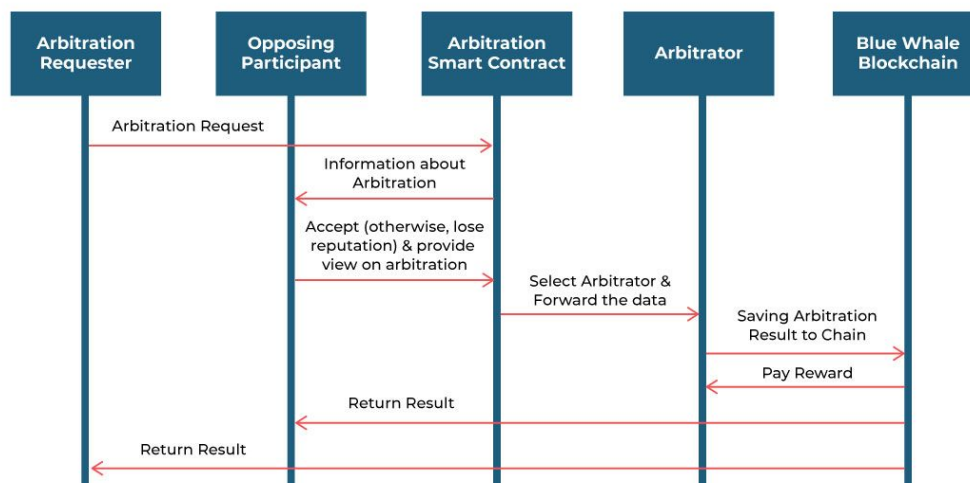 Arbitration
Requester
Opposing
Participant
Arbitration
Smart Contract
Arbitrator
Blue Whale
Blockchain
Arbitration Request
Information about
Arbitration
Accept (otherwise, lose
reputation) & provide
view on arbitration
Select Arbitrator &
Forward the data
Saving Arbitration
Result to Chain
Pay Reward
Return Result
Return Result